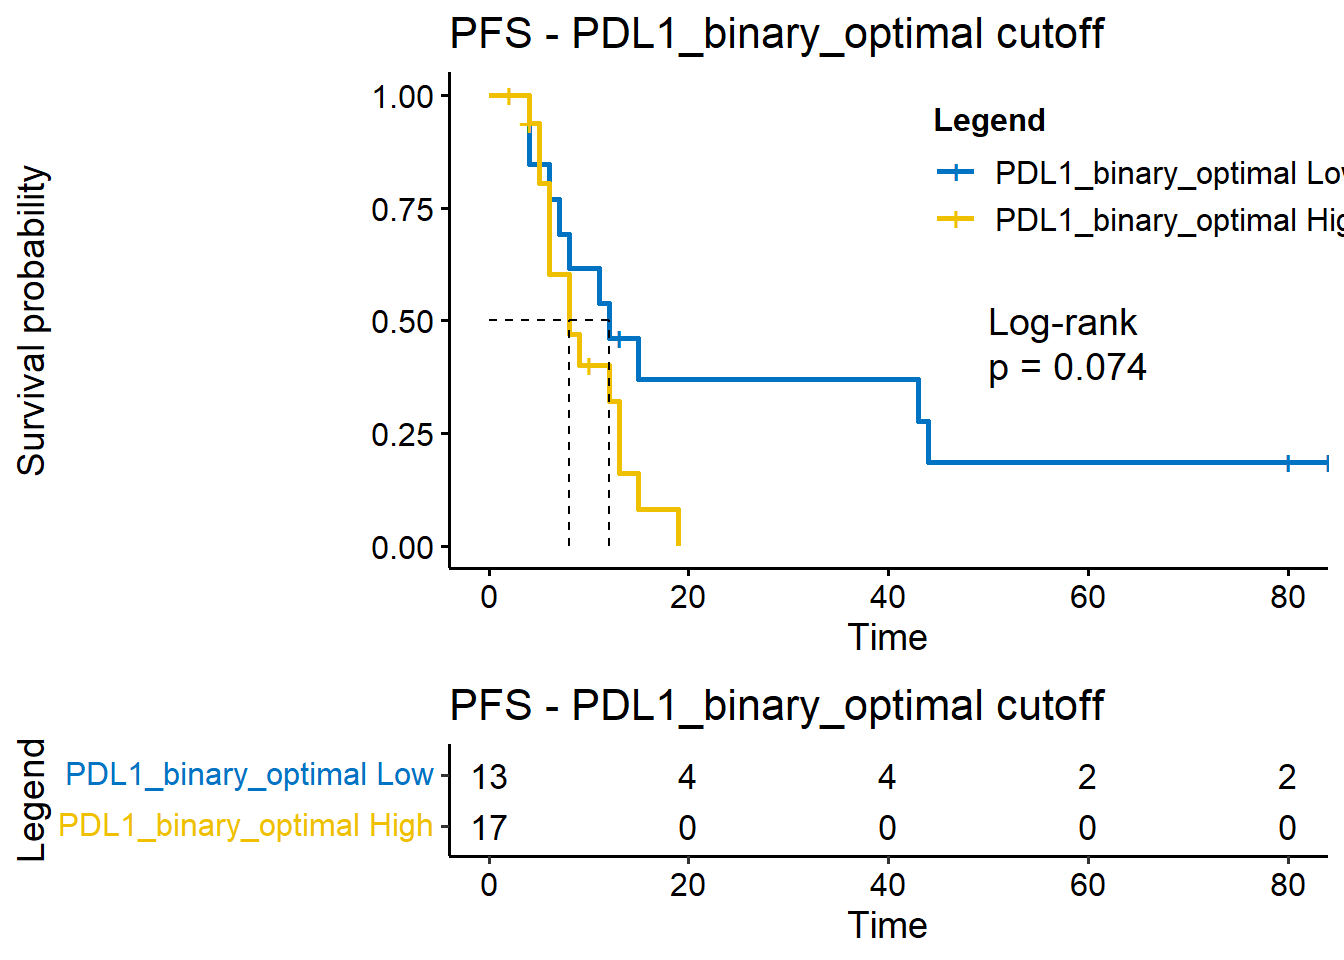 PFS - PDL1_binary_optimal cutoff
Survival probability
1.00
0.75
0.50
0.25
0.00
Legend
PDL1_binary_optimal Lov
PDL1_binary_optimal Hig
Log-rank
p = 0.074
0 20 40 60 80
Time
PFS - PDL1_binary_optimal cutoff
Legend
PDL1_binary_optimal Low 13 4 4 2 2
PDL1_binary_optimal High 17 0 0 0 0
0 20 40 60 80
Time